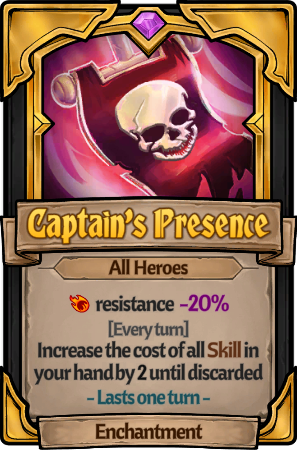 Captain's Presence
All Heroes
resistance -20%
[Every turn]
Increase the cost of all Skill in
your hand by 2 until discarded
- Lasts one turn -
Enchantment